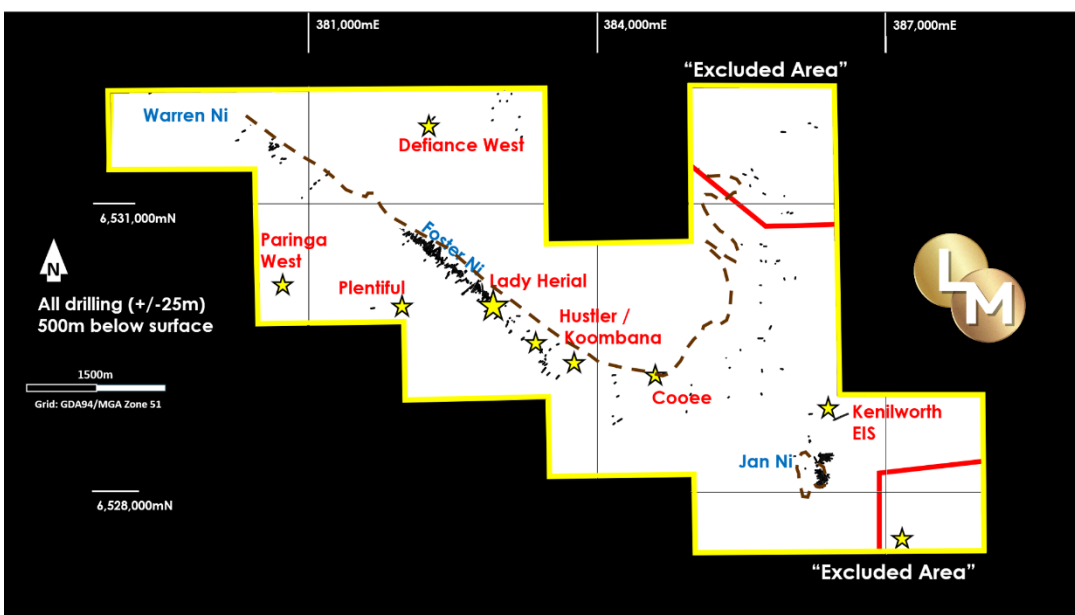 381,000mE
384,000mE
387,000mE
“Excluded Area”
Warren Ni
Defiance West
6,531,000mN
Foster Ni
Paringa
West
N
Plentiful
Lady Herial
All drilling (+/-25m)
500m below surface
Hustler /
Koombana
LM
1500m
Grid: GDA94/MGA Zone 51
Cooee
Kenilworth
EIS
Jan Ni
6,528,000mN
“Excluded Area”